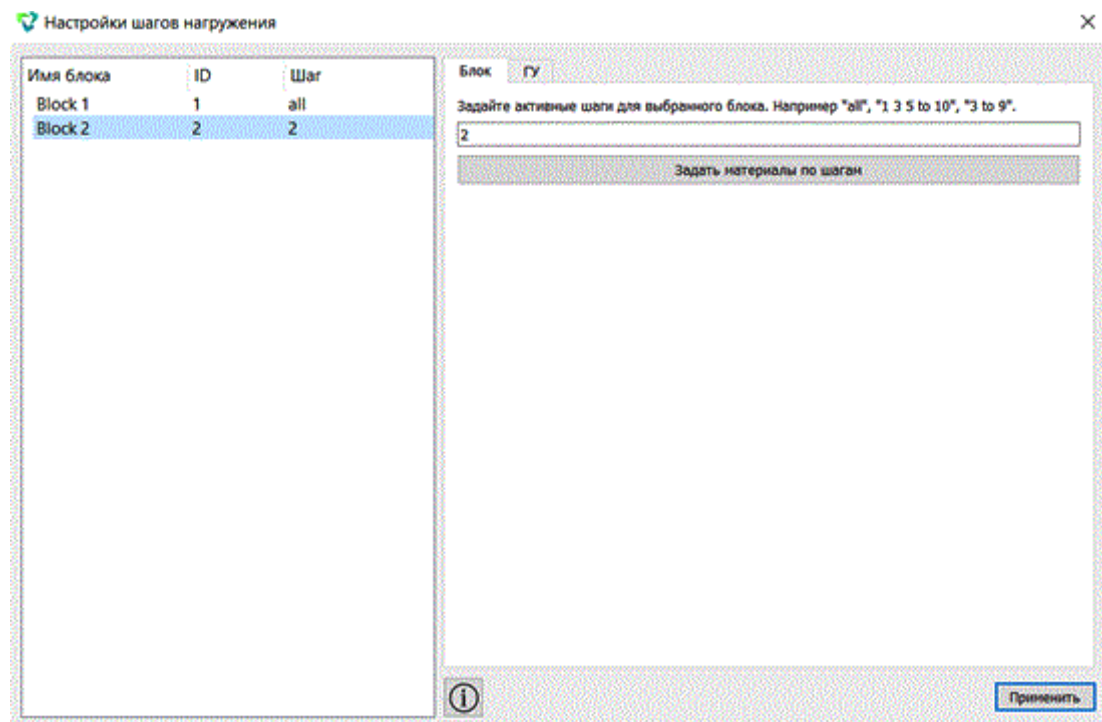 Настройки шагов нагружения
Имя блока ID Шаг
Block 1 1 all
Block 2 2 2
Блок ГУ
Задайте активные шаги для выбранного блока. Например "all", "1 3 5 to 10", "3 to 9".
2
Задать материалы по шагам
Применить